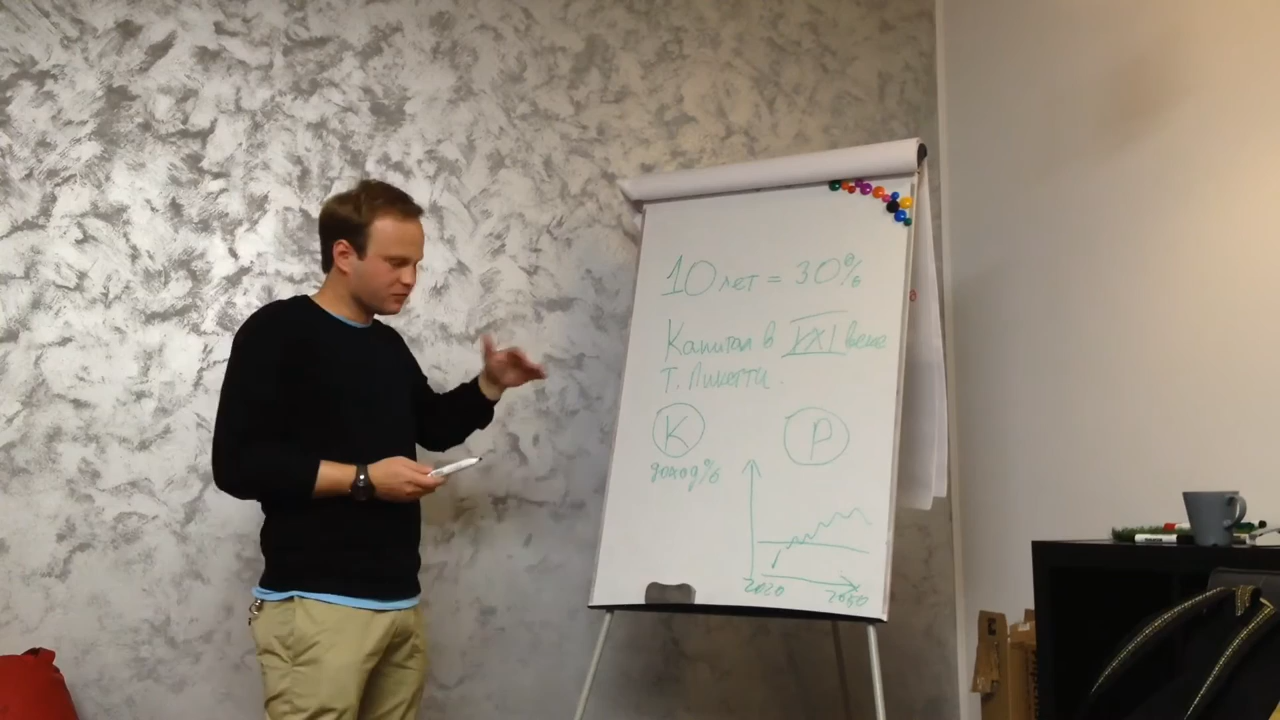 10 лет = 30%
Капитал в XXI веке
Т. Пикетти.
К
Р
доход%
2020
2050